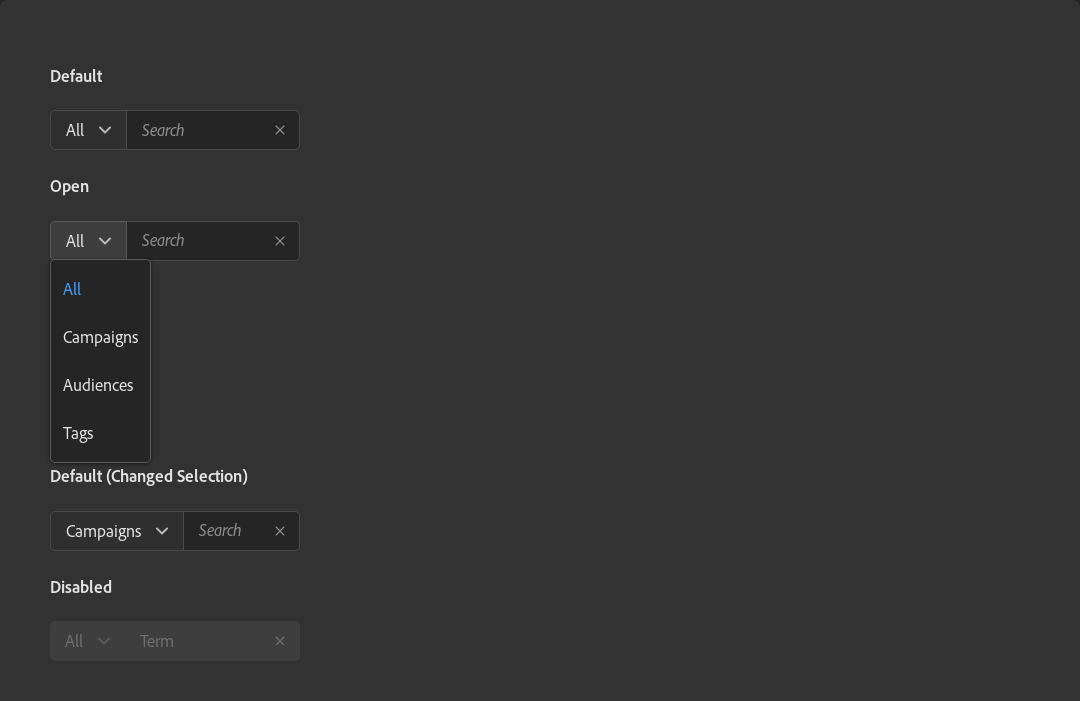 Default
All Search
Open
All Search
All
Campaigns
Audiences
Tags
Default (Changed Selection)
Campaigns Search
Disabled
All Term